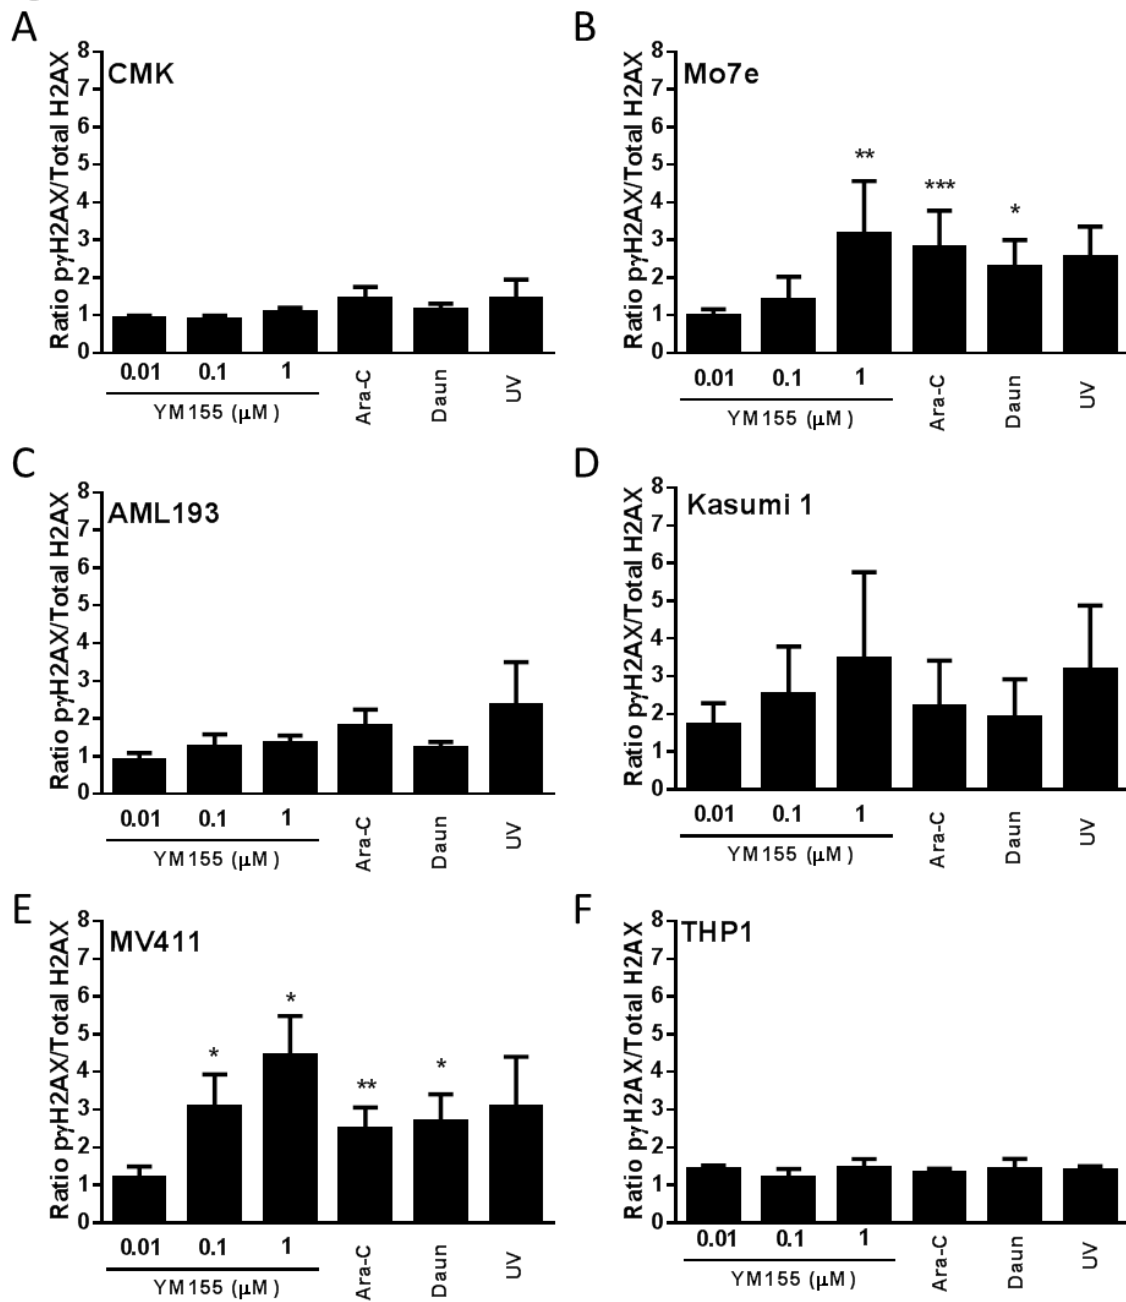 A
Ratio pγH2AX/Total H2AX
8
7
6
5
4
3
2
1
0
CMK
0.01 0.1 1 Ara-C Daun UV
YM155 (μM)
B
Ratio pγH2AX/Total H2AX
8
7
6
5
4
3
2
1
0
Mo7e
** *** *
0.01 0.1 1 Ara-C Daun UV
YM155 (μM)
C
Ratio pγH2AX/Total H2AX
8
7
6
5
4
3
2
1
0
AML193
0.01 0.1 1 Ara-C Daun UV
YM155 (μM)
D
Ratio pγH2AX/Total H2AX
8
7
6
5
4
3
2
1
0
Kasumi 1
0.01 0.1 1 Ara-C Daun UV
YM155 (μM)
E
Ratio pγH2AX/Total H2AX
8
7
6
5
4
3
2
1
0
MV411
* * ** *
0.01 0.1 1 Ara-C Daun UV
YM155 (μM)
F
Ratio pγH2AX/Total H2AX
8
7
6
5
4
3
2
1
0
THP1
0.01 0.1 1 Ara-C Daun UV
YM155 (μM)